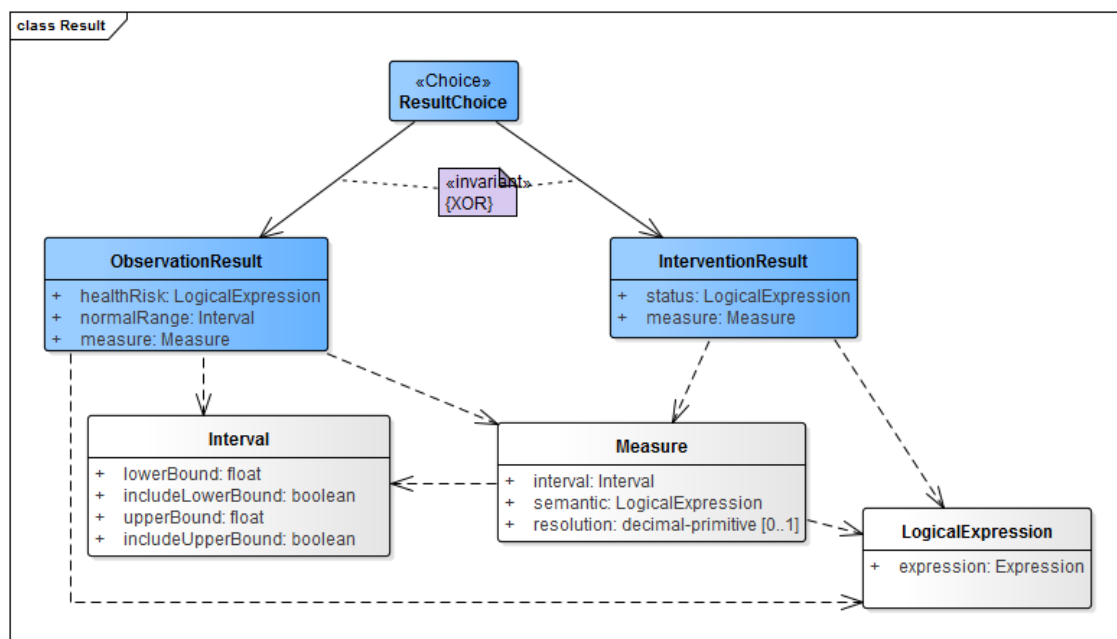 class Result
«Choice»
ResultChoice
«invariant»
{XOR}
ObservationResult
+ healthRisk: LogicalExpression
+ normalRange: Interval
+ measure: Measure
InterventionResult
+ status: LogicalExpression
+ measure: Measure
Interval
+ lowerBound: float
+ includeLowerBound: boolean
+ upperBound: float
+ includeUpperBound: boolean
Measure
+ interval: Interval
+ semantic: LogicalExpression
+ resolution: decimal-primitive [0..1]
LogicalExpression
+ expression: Expression